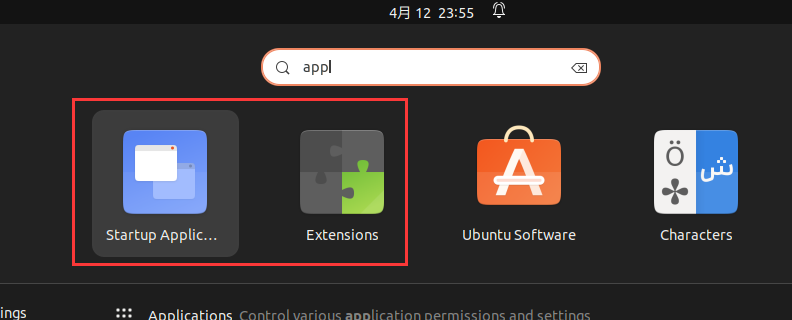 4月 12 23:55
appl
Startup Applic...
Extensions
Ubuntu Software
Characters
ings
Applications Control various application permissions and settings